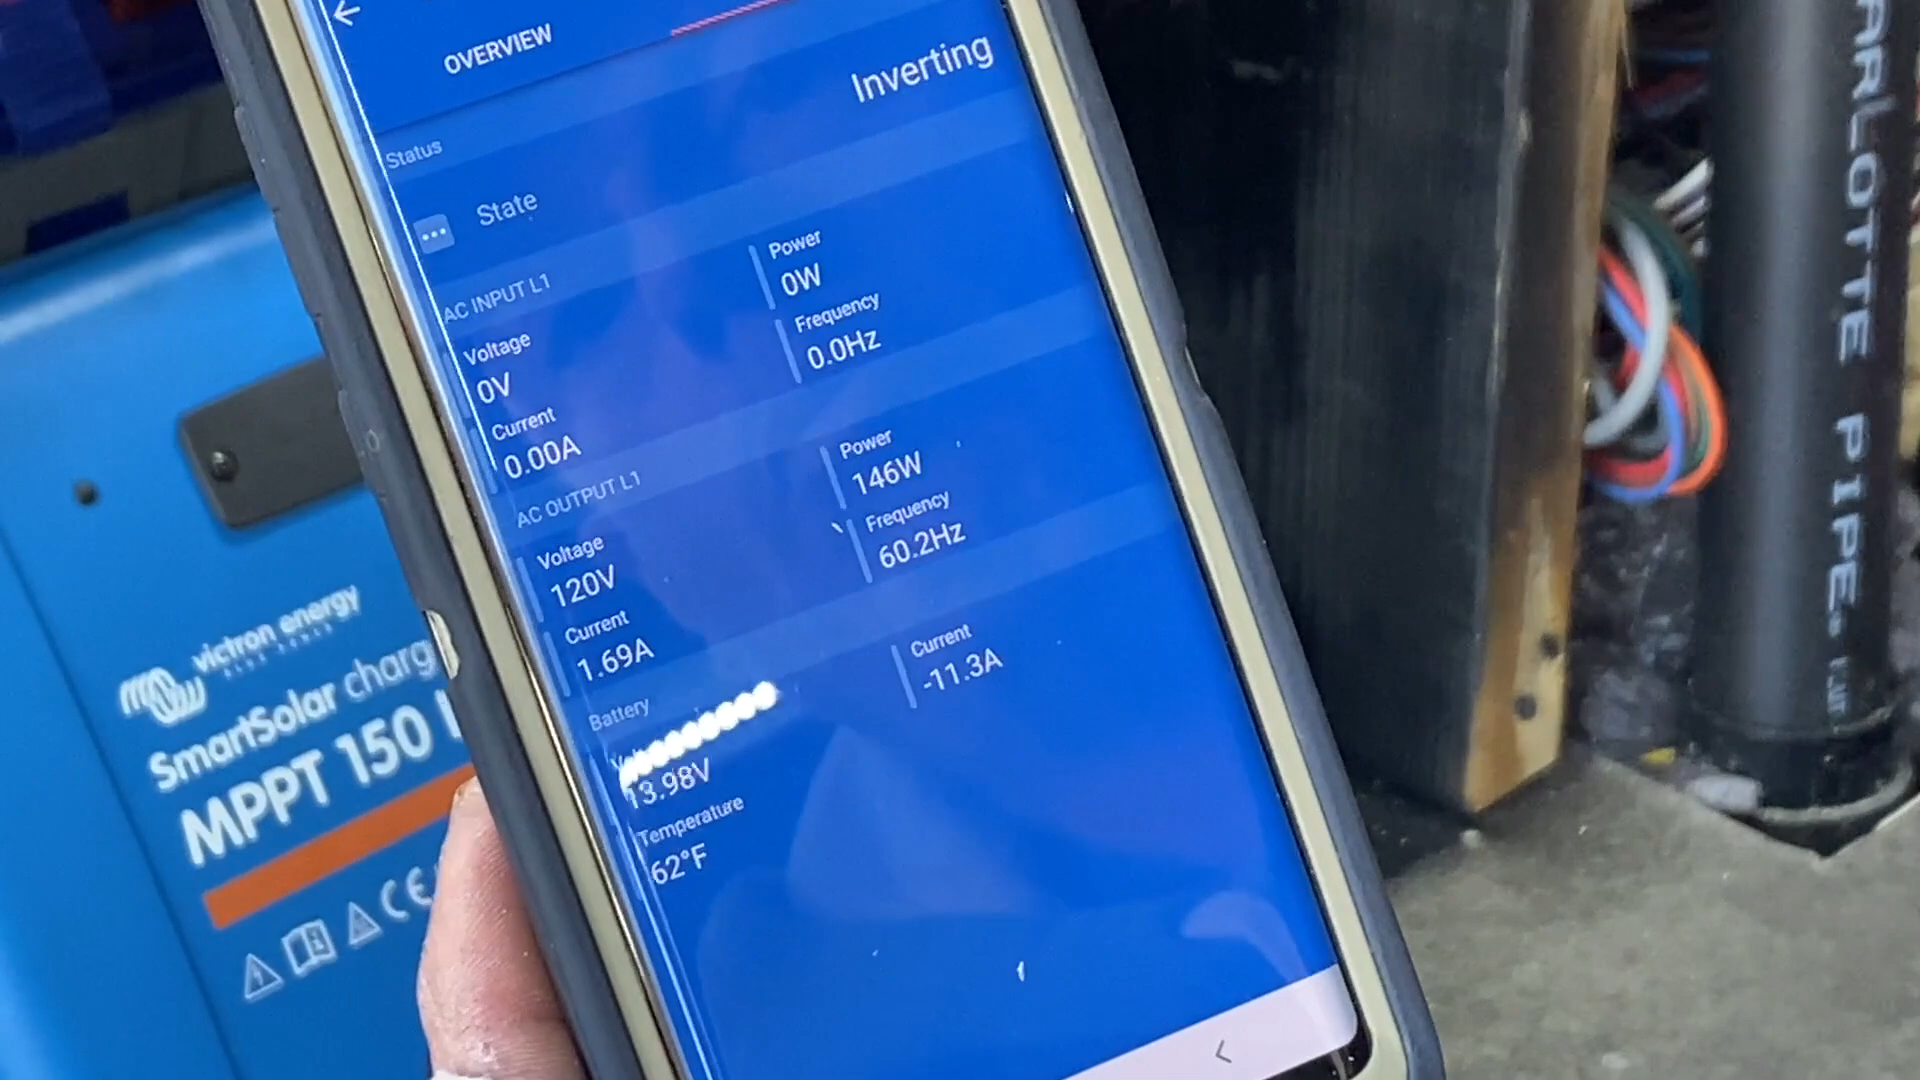 OVERVIEW
Status
Inverting
State
AC INPUT L1
Voltage
0V
Power
0W
Current
0.00A
Frequency
0.0Hz
AC OUTPUT L1
Voltage
120V
Power
146W
Current
1.69A
Frequency
60.2Hz
Battery
13.98V
Current
-11.3A
Temperature
62°F
victron energy
BLUE POWER
SmartSolar charg
MPPT 150
CE
ARLOTTE PIPE